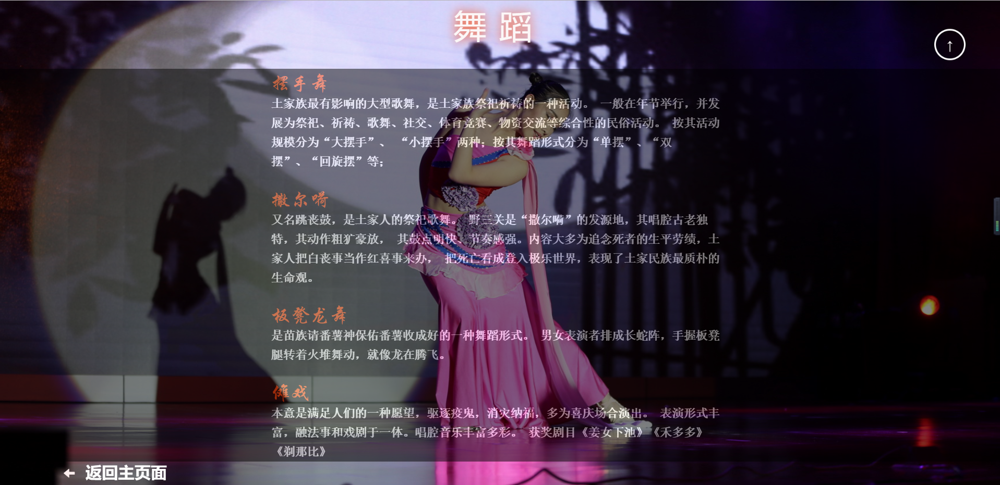 舞蹈
↑
摆手舞
土家族最有影响的大型歌舞，是土家族祭祀祈祷的一种活动。 一般在年节举行，并发
展为祭祀、祈祷、歌舞、社交、体育竞赛、物资交流等综合性的民俗活动。 按其活动
规模分为“大摆手”、 “小摆手”两种；按其舞蹈形式分为“单摆”、“双
摆”、“回旋摆”等；
撒尔嗬
又名跳丧鼓，是土家人的祭祀歌舞。 野三关是“撒尔嗬”的发源地，其唱腔古老独
特，其动作粗犷豪放， 其鼓点明快、节奏感强。内容大多为追念死者的生平劳绩，土
家人把白丧事当作红喜事来办， 把死亡看成登入极乐世界，表现了土家民族最质朴的
生命观。
板凳龙舞
是苗族请番薯神保佑番薯收成好的一种舞蹈形式。 男女表演者排成长蛇阵，手握板凳
腿转着火堆舞动，就像龙在腾飞。
傩戏
本意是满足人们的一种愿望，驱逐疫鬼，消灾纳福，多为喜庆场合演出。 表演形式丰
富，融法事和戏剧于一体。唱腔音乐丰富多彩。 获奖剧目《姜女下池》《禾多多》
《剃那比》
← 返回主页面